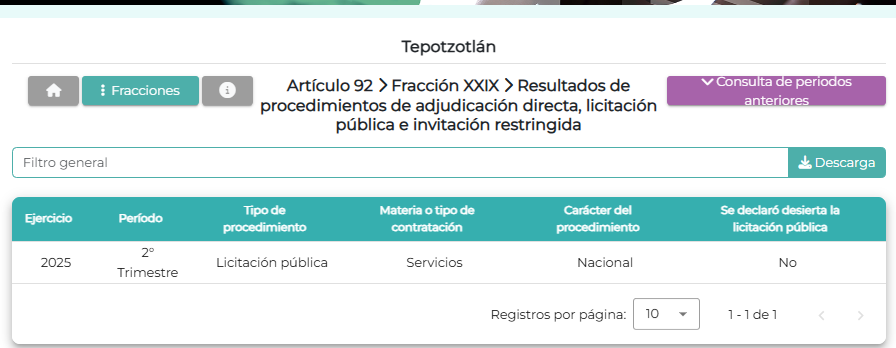 Tepotzotlán
Fracciones
Artículo 92 > Fracción XXIX > Resultados de
procedimientos de adjudicación directa, licitación
pública e invitación restringida
Consulta de periodos
anteriores
Filtro general
Descarga
Ejercicio
Período
Tipo de
procedimiento
Materia o tipo de
contratación
Carácter del
procedimiento
Se declaró desierta la
licitación pública
2025
2°
Trimestre
Licitación pública
Servicios
Nacional
No
Registros por página: 10
1 - 1 de 1